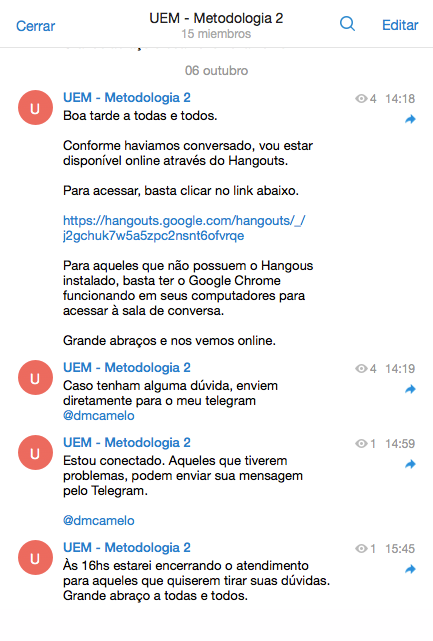 Cerrar
UEM - Metodologia 2
15 miembros
Editar
06 outubro
U
UEM - Metodologia 2
4 14:18
Boa tarde a todas e todos.
Conforme haviamos conversado, vou estar
disponível online através do Hangouts.
Para acessar, basta clicar no link abaixo.
https://hangouts.google.com/hangouts/_/
j2gchuk7w5a5zpc2nsnt6ofvrqe
Para aqueles que não possuem o Hangous
instalado, basta ter o Google Chrome
funcionando em seus computadores para
acessar à sala de conversa.
Grande abraços e nos vemos online.
U
UEM - Metodologia 2
4 14:19
Caso tenham alguma dúvida, enviem
diretamente para o meu telegram
@dmcamelo
U
UEM - Metodologia 2
1 14:59
Estou conectado. Aqueles que tiverem
problemas, podem enviar sua mensagem
pelo Telegram.
@dmcamelo
U
UEM - Metodologia 2
1 15:45
Às 16hs estarei encerrando o atendimento
para aqueles que quiserem tirar suas dúvidas.
Grande abraço a todas e todos.